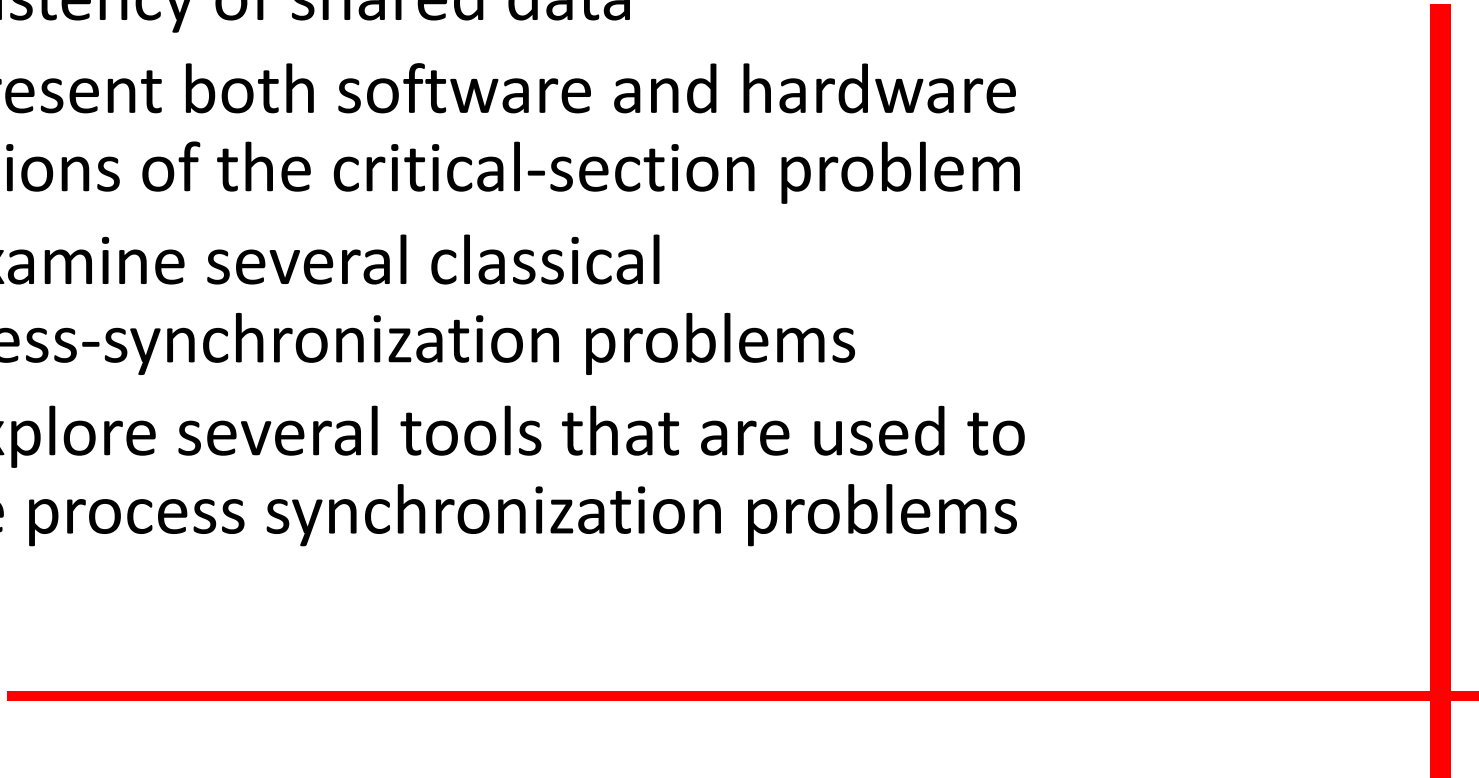 istency of shared data
resent both software and hardware
ions of the critical-section problem
xamine several classical
ess-synchronization problems
xplore several tools that are used to
e process synchronization problems